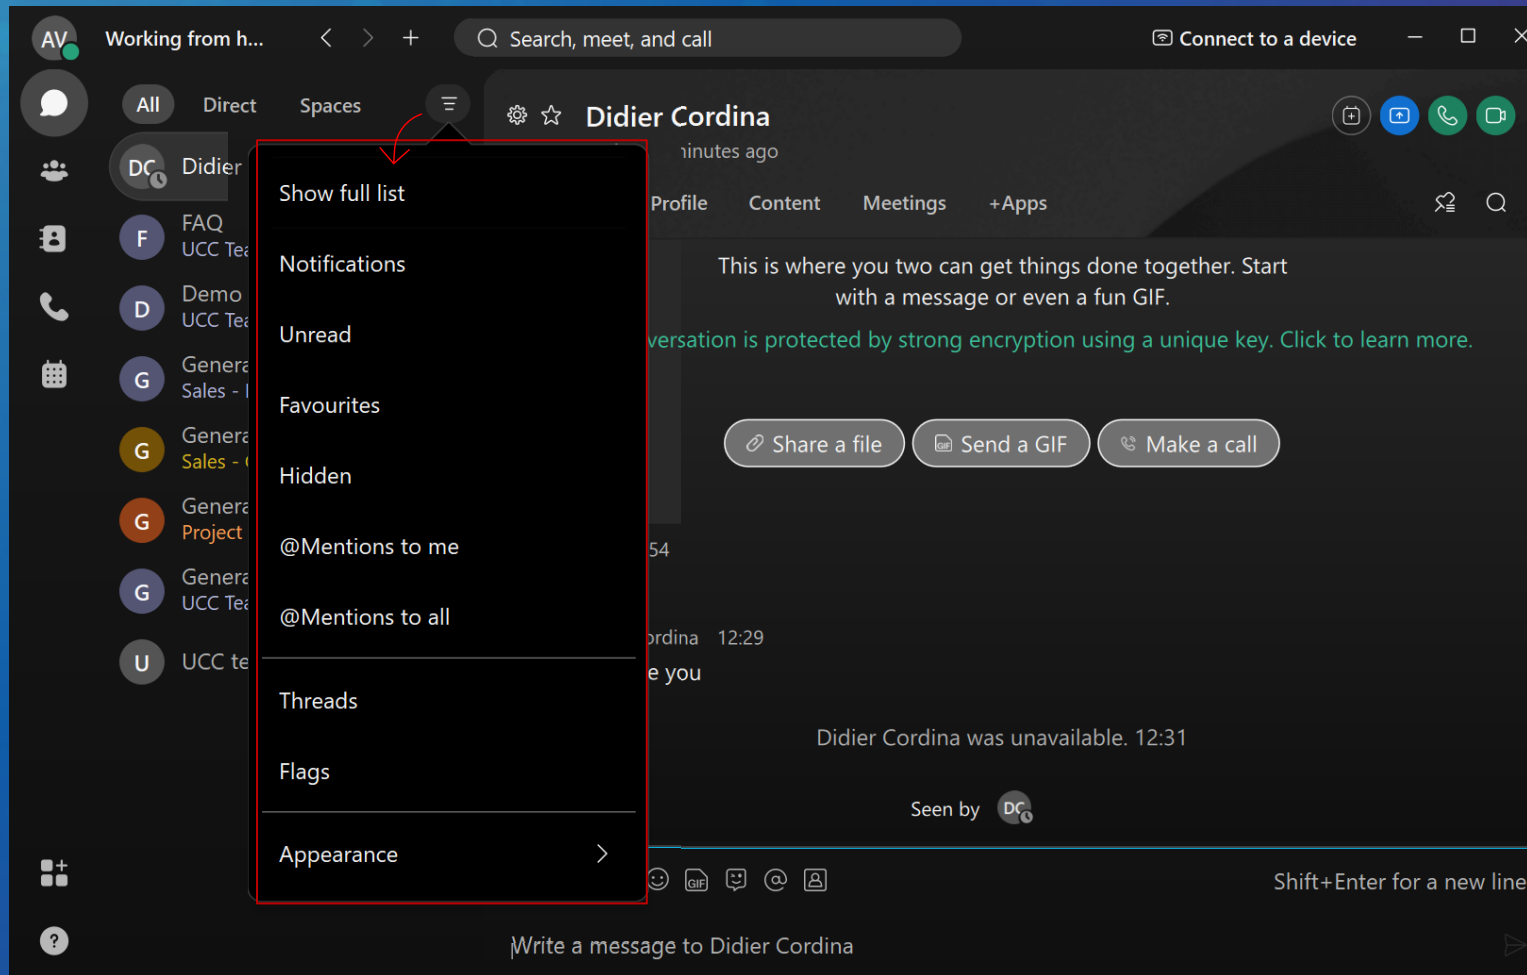 AV
Working from h...
Search, meet, and call
Connect to a device
All
Direct
Spaces
Didier Cordina
minutes ago
DC
Didier
F
FAQ
UCC Tea
D
Demo
UCC Tea
G
Genera
Sales -
G
Genera
Sales -
G
Genera
Project
G
Genera
UCC Tea
U
UCC te
Show full list
Notifications
Unread
Favourites
Hidden
@Mentions to me
@Mentions to all
Threads
Flags
Appearance
Profile
Content
Meetings
+Apps
This is where you two can get things done together. Start
with a message or even a fun GIF.
versation is protected by strong encryption using a unique key. Click to learn more.
Share a file
GIF
Send a GIF
Make a call
54
ordina 12:29
e you
Didier Cordina was unavailable. 12:31
Seen by
DC
GIF
@
Shift+Enter for a new line
Write a message to Didier Cordina
?